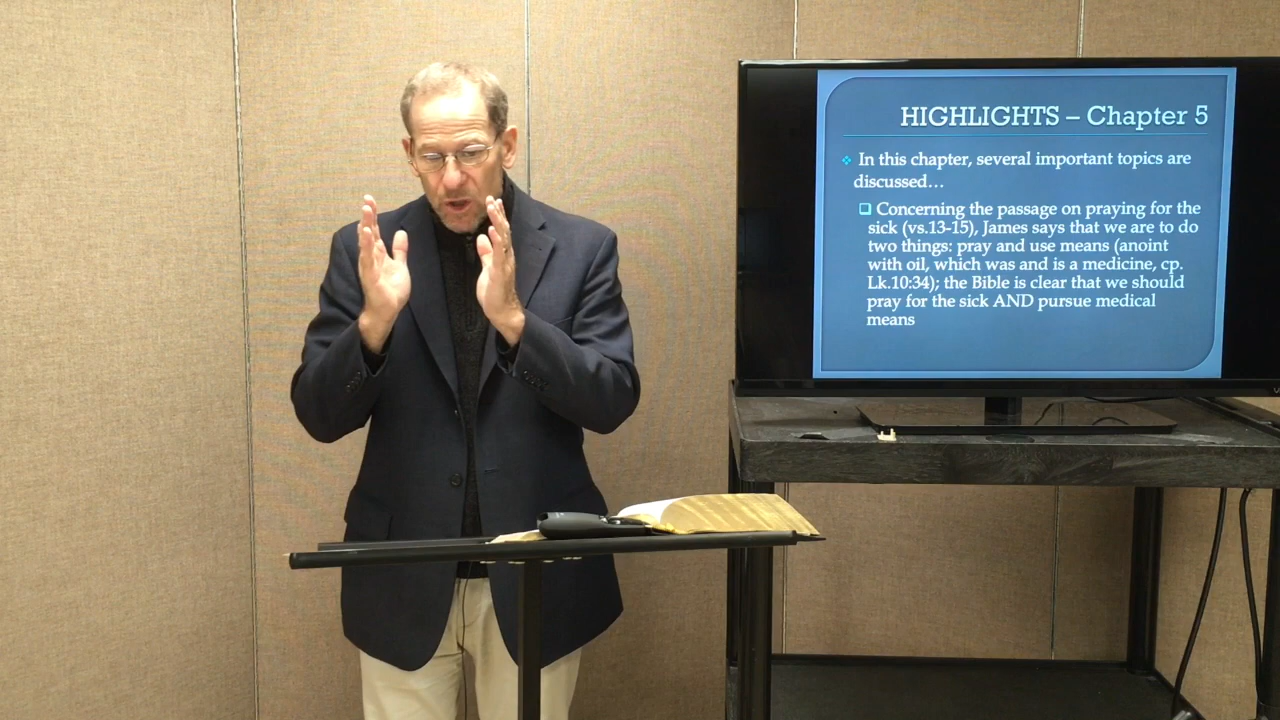 HIGHLIGHTS – Chapter 5
In this chapter, several important topics are
discussed…
Concerning the passage on praying for the
sick (vs.13-15), James says that we are to do
two things: pray and use means (anoint
with oil, which was and is a medicine, cp.
Lk.10:34); the Bible is clear that we should
pray for the sick AND pursue medical
means